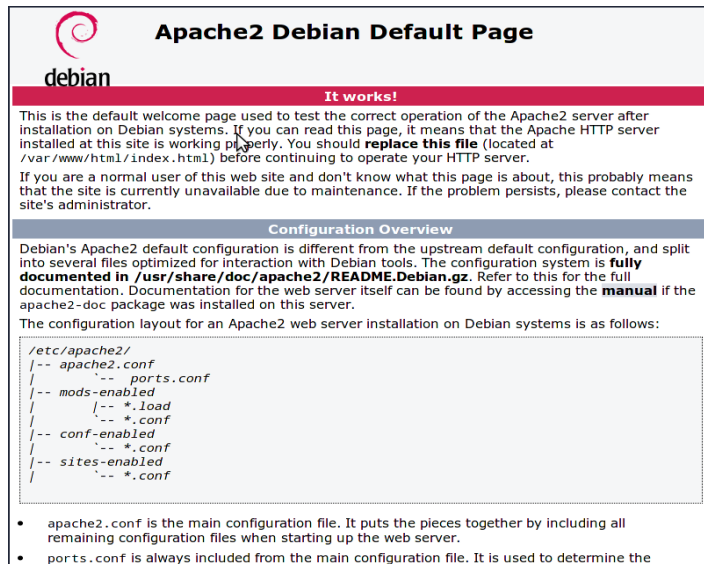 Apache2 Debian Default Page
debian
It works!
This is the default welcome page used to test the correct operation of the Apache2 server after
installation on Debian systems. If you can read this page, it means that the Apache HTTP server
installed at this site is working properly. You should replace this file (located at
/var/www/html/index.html) before continuing to operate your HTTP server.
If you are a normal user of this web site and don't know what this page is about, this probably means
that the site is currently unavailable due to maintenance. If the problem persists, please contact the
site's administrator.
Configuration Overview
Debian's Apache2 default configuration is different from the upstream default configuration, and split
into several files optimized for interaction with Debian tools. The configuration system is fully
documented in /usr/share/doc/apache2/README.Debian.gz. Refer to this for the full
documentation. Documentation for the web server itself can be found by accessing the manual if the
apache2-doc package was installed on this server.
The configuration layout for an Apache2 web server installation on Debian systems is as follows:
/etc/apache2/
|-- apache2.conf
|       `--  ports.conf
|-- mods-enabled
|       |-- *.load
|       `-- *.conf
|-- conf-enabled
|       `-- *.conf
|-- sites-enabled
|       `-- *.conf
• apache2.conf is the main configuration file. It puts the pieces together by including all
remaining configuration files when starting up the web server.
• ports.conf is always included from the main configuration file. It is used to determine the